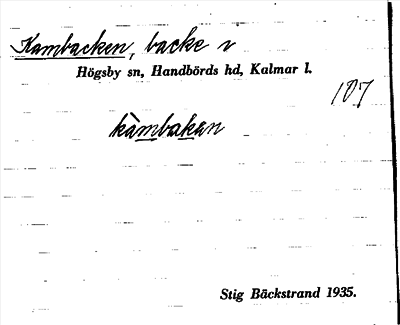 Kambacken, backe v
Högsby sn, Handbörds hd, Kalmar l.
107
kàmbakan
Stig Bäckstrand 1935.